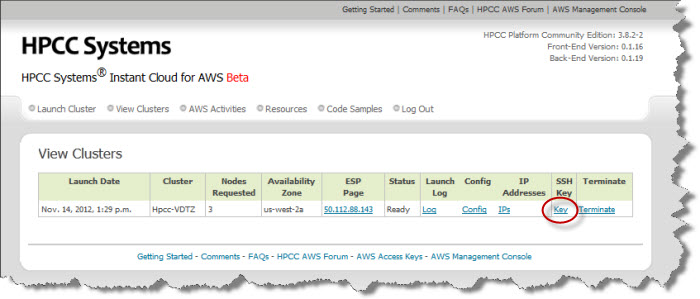 Getting Started | Comments | FAQs | HPCC AWS Forum | AWS Management Console
HPCC Platform Community Edition: 3.8.2-2
Front-End Version: 0.1.16
Back-End Version: 0.1.19
HPCC Systems
HPCC Systems® Instant Cloud for AWS Beta
Launch Cluster View Clusters AWS Activities Resources Code Samples Log Out
View Clusters
Launch Date Cluster Nodes Requested Availability Zone ESP Page Status Launch Log Config IP Addresses SSH Key Terminate
Nov. 14, 2012, 1:29 p.m. Hpcc-VDTZ 3 us-west-2a 50.112.88.143 Ready Log Config IPs Key Terminate
Getting Started - Comments - FAQs - HPCC AWS Forum - AWS Access Keys - AWS Management Console